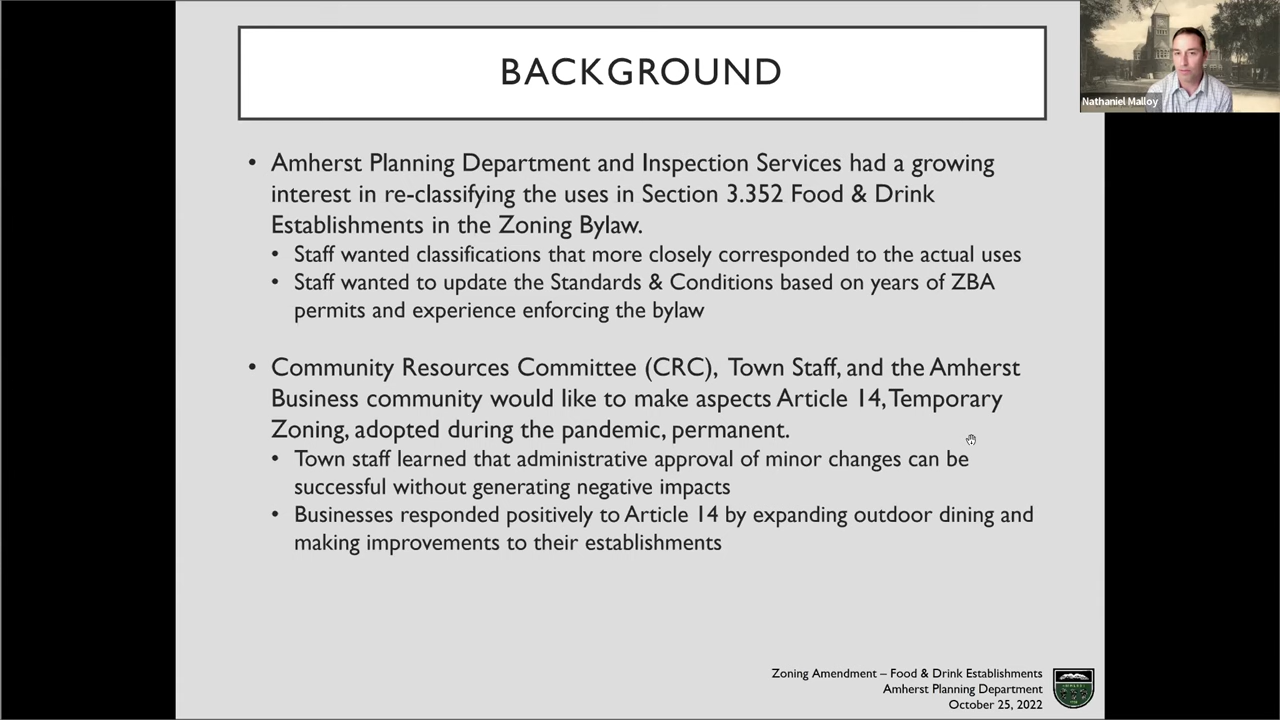 BACKGROUND
Nathaniel Malloy
• Amherst Planning Department and Inspection Services had a growing
interest in re-classifying the uses in Section 3.352 Food & Drink
Establishments in the Zoning Bylaw.
• Staff wanted classifications that more closely corresponded to the actual uses
• Staff wanted to update the Standards & Conditions based on years of ZBA
permits and experience enforcing the bylaw
• Community Resources Committee (CRC), Town Staff, and the Amherst
Business community would like to make aspects Article 14, Temporary
Zoning, adopted during the pandemic, permanent.
• Town staff learned that administrative approval of minor changes can be
successful without generating negative impacts
• Businesses responded positively to Article 14 by expanding outdoor dining and
making improvements to their establishments
Zoning Amendment – Food & Drink Establishments
Amherst Planning Department
October 25, 2022